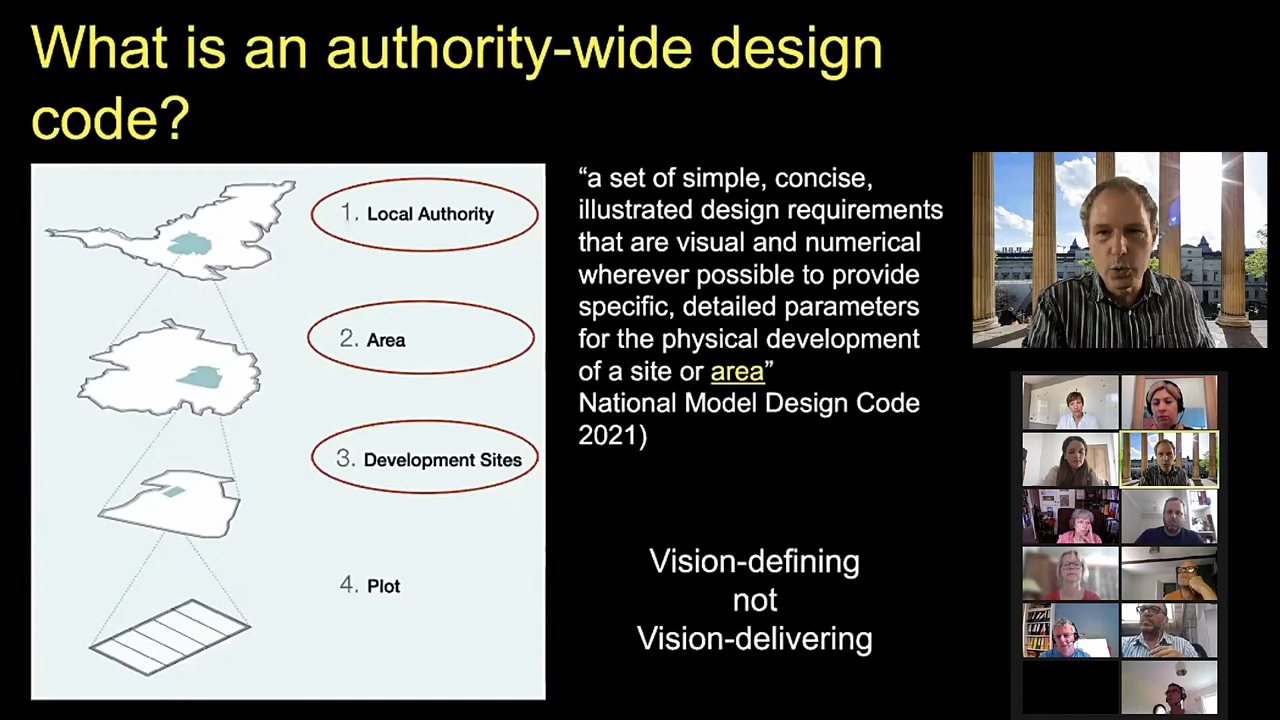 What is an authority-wide design
code?
1. Local Authority
2. Area
3. Development Sites
4. Plot
“a set of simple, concise,
illustrated design requirements
that are visual and numerical
wherever possible to provide
specific, detailed parameters
for the physical development
of a site or area”
National Model Design Code
2021)
Vision-defining
not
Vision-delivering